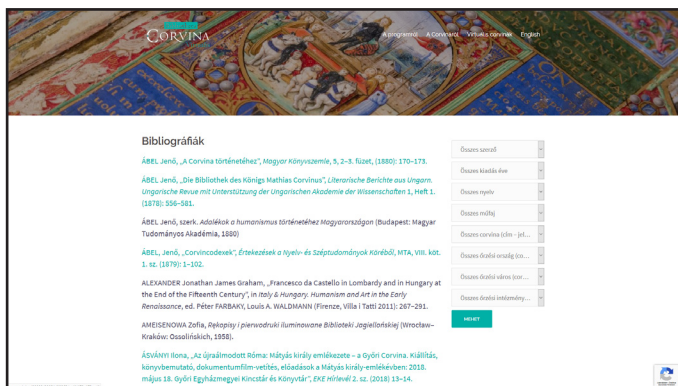 CORVINA
A programról A Corvináról Virtuális corvinák English
Bibliográfiák
ÁBEL Jenő, „A Corvina történetéhez", Magyar Könyvszemle, 5, 2–3. füzet, (1880): 170–173.
ÁBEL Jenő, „Die Bibliothek des Königs Mathias Corvinus", Literarische Berichte aus Ungarn.
Ungarische Revue mit Unterstützung der Ungarischen Akademie der Wissenschaften 1, Heft 1.
(1878): 556–581.
ÁBEL Jenő, szerk. Adalékok a humanismus történetéhez Magyarországon (Budapest: Magyar
Tudományos Akadémia, 1880)
ÁBEL, Jenő, „Corvincodexek", Értekezések a Nyelv- és Széptudományok Köréből, MTA, VIII. köt.
1. sz. (1879): 1–102.
ALEXANDER Jonathan James Graham, „Francesco da Castello in Lombardy and in Hungary at
the End of the Fifteenth Century", in Italy & Hungary. Humanism and Art in the Early
Renaissance, ed. Péter FARBAKY, Louis A. WALDMANN (Firenze, Villa i Tatti 2011): 267–291.
AMEISENOWA Zofia, Rękopisy i pierwodruki iluminowane Biblioteki Jagiellońskiej (Wrocław–
Kraków: Ossolińskich, 1958).
ÁSVÁNYI Ilona, „Az újraálmodott Róma: Mátyás király emlékezete – a Győri Corvina. Kiállítás,
könyvbemutató, dokumentumfilm-vetítés, előadások a Mátyás király-emlékévben: 2018.
május 18. Győri Egyházmegyei Kincstár és Könyvtár", EKE Hírlevél 2. sz. (2018) 13–14.
Összes szerző
Összes kiadás éve
Összes nyelv
Összes műfaj
Összes corvina (cím – jel...
Összes őrzési ország (co...
Összes őrzési város (cor...
Összes őrzési intézmény...
MEHET